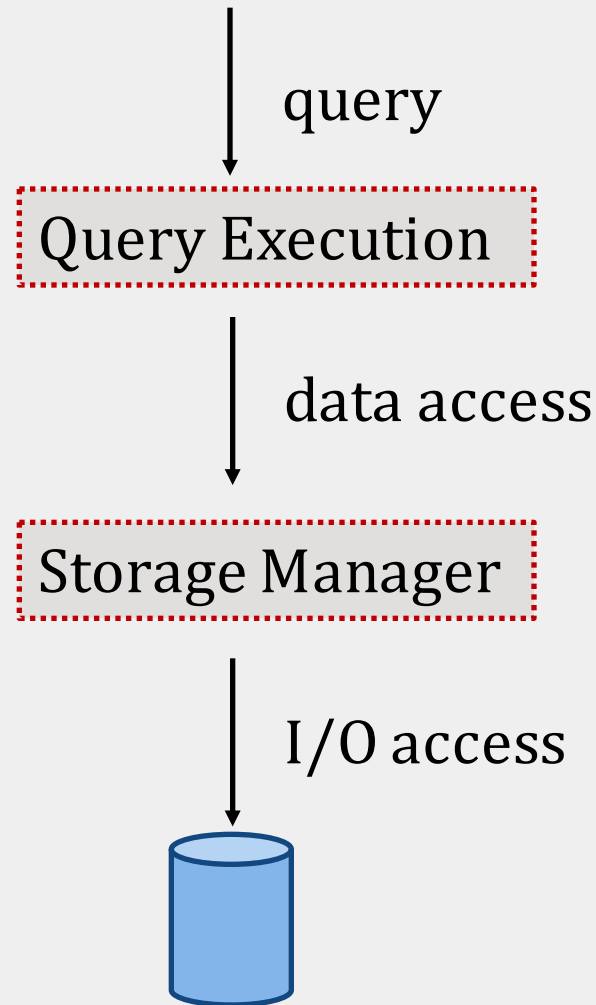 query
Query Execution
data access
Storage Manager
I/O access